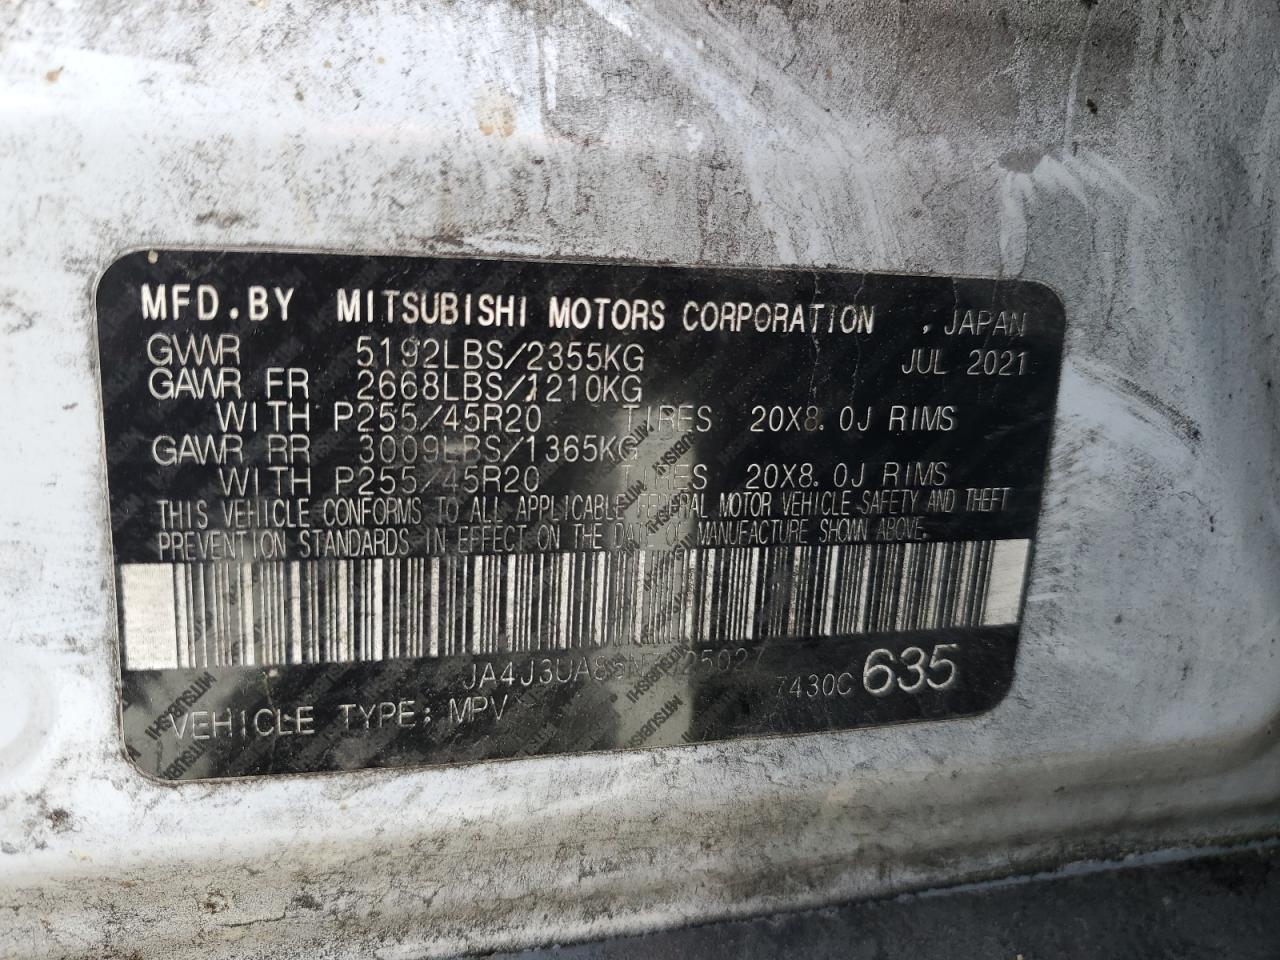 MFD.BY MITSUBISHI MOTORS CORPORATION , JAPAN
GVWR 5192LBS/2355KG JUL 2021
GAWR FR 2668LBS/1210KG
WITH P255/45R20 TIRES 20X8.0J RIMS
GAWR RR 3009LBS/1365KG
WITH P255/45R20 TIRES 20X8.0J RIMS
THIS VEHICLE CONFORMS TO ALL APPLICABLE FEDERAL MOTOR VEHICLE SAFETY AND THEFT
PREVENTION STANDARDS IN EFFECT ON THE DATE OF MANUFACTURE SHOWN ABOVE.
7430C 635
VEHICLE TYPE: MPV